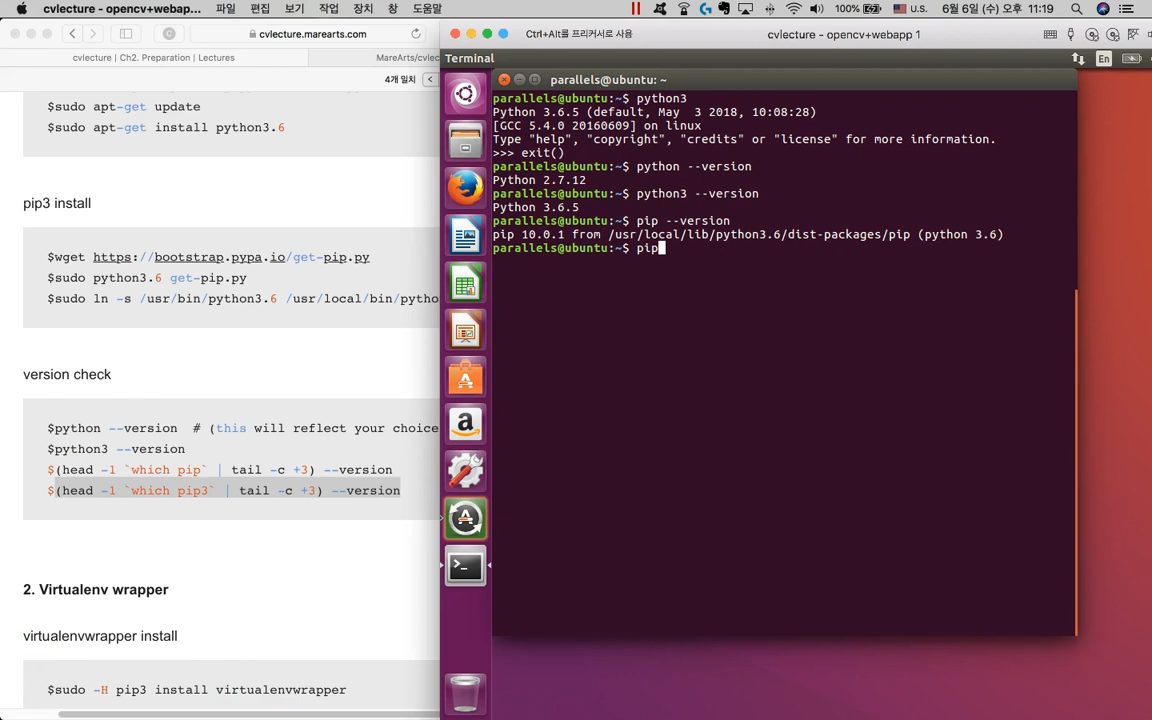 cvlecture - opencv+webap... 파일 편집 보기 작업 장치 창 도움말
100% U.S. 6월 6일 (수) 오후 11:19
cvlecture.marearts.com
cvlecture | Ch2. Preparation | Lectures
MareArts/cvlec
4개 일치
$sudo apt-get update
$sudo apt-get install python3.6
pip3 install
$wget https://bootstrap.pypa.io/get-pip.py
$sudo python3.6 get-pip.py
$sudo ln -s /usr/bin/python3.6 /usr/local/bin/pytho
version check
$python --version # (this will reflect your choice
$python3 --version
$(head -1 `which pip` | tail -c +3) --version
$(head -1 `which pip3` | tail -c +3) --version
2. Virtualenv wrapper
virtualenvwrapper install
$sudo -H pip3 install virtualenvwrapper
Ctrl+Alt를 프리커서로 사용
cvlecture - opencv+webapp 1
Terminal
En
parallels@ubuntu: ~
parallels@ubuntu:~$ python3
Python 3.6.5 (default, May  3 2018, 10:08:28)
[GCC 5.4.0 20160609] on linux
Type "help", "copyright", "credits" or "license" for more information.
>>> exit()
parallels@ubuntu:~$ python --version
Python 2.7.12
parallels@ubuntu:~$ python3 --version
Python 3.6.5
parallels@ubuntu:~$ pip --version
pip 10.0.1 from /usr/local/lib/python3.6/dist-packages/pip (python 3.6)
parallels@ubuntu:~$ pip